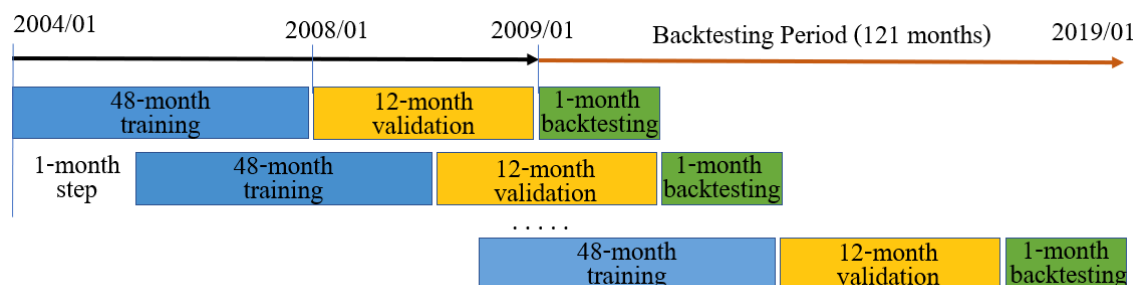 2004/01
2008/01
2009/01
Backtesting Period (121 months)
2019/01
48-month
training
12-month
validation
1-month
backtesting
1-month
step
48-month
training
12-month
validation
1-month
backtesting
. . . . .
48-month
training
12-month
validation
1-month
backtesting